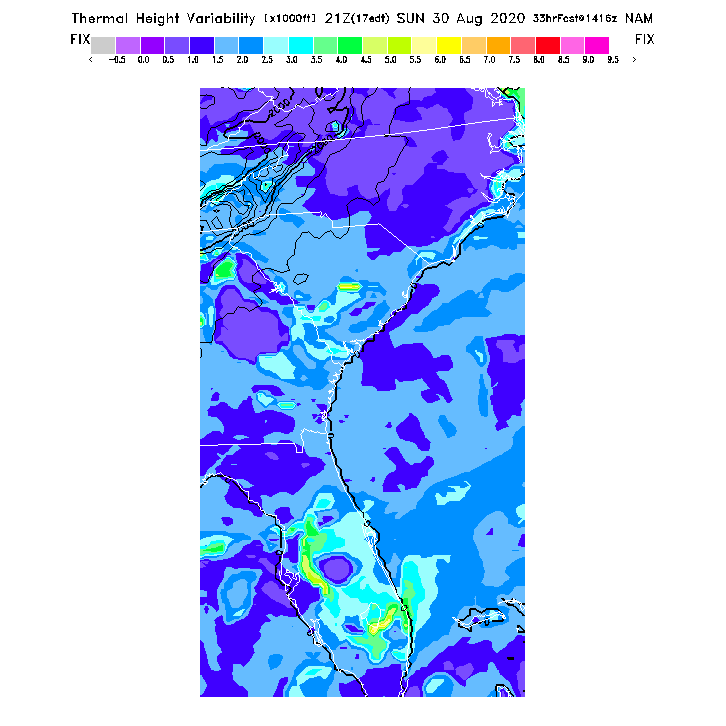 Thermal Height Variability [x1000ft] 21Z(17edt) SUN 30 Aug 2020 33hrFcst@1416z NAM
FIX FIX
< -0.5 0.0 0.5 1.0 1.5 2.0 2.5 3.0 3.5 4.0 4.5 5.0 5.5 6.0 6.5 7.0 7.5 8.0 8.5 9.0 9.5 >
2000